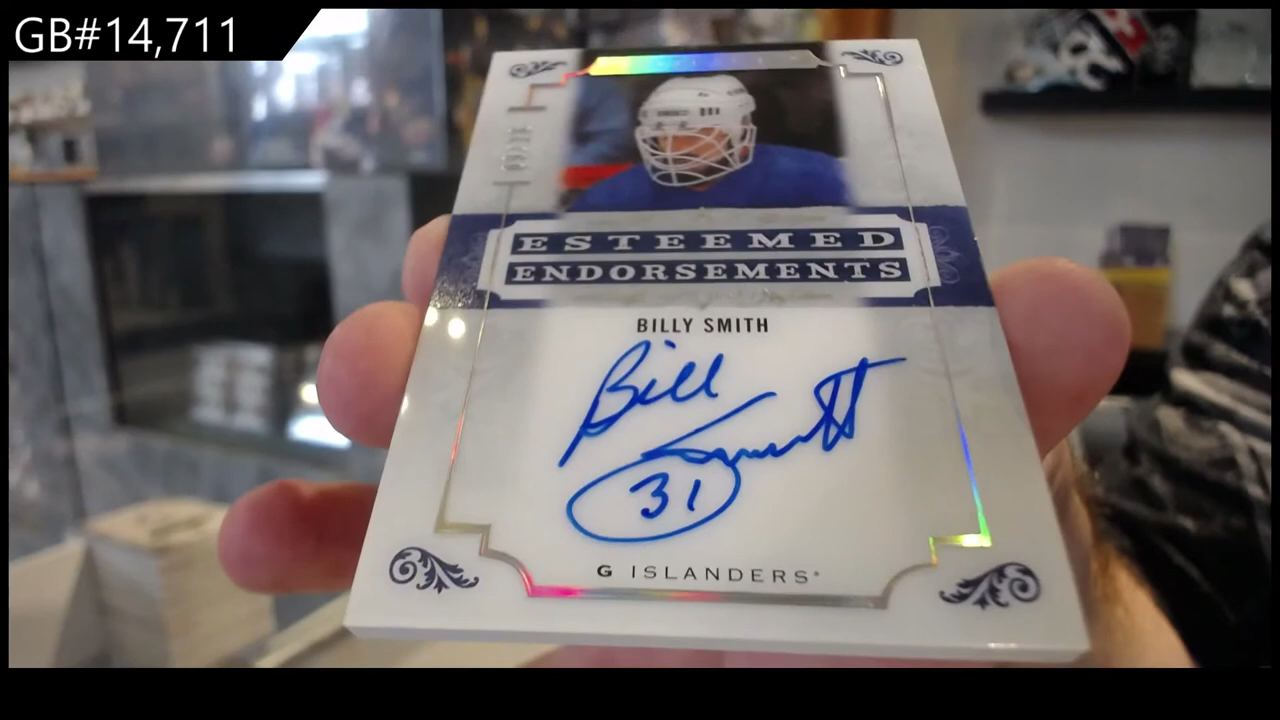 GB#14,711
ESTEEMED
ENDORSEMENTS
BILLY SMITH
Bill
Smith
31
G ISLANDERS